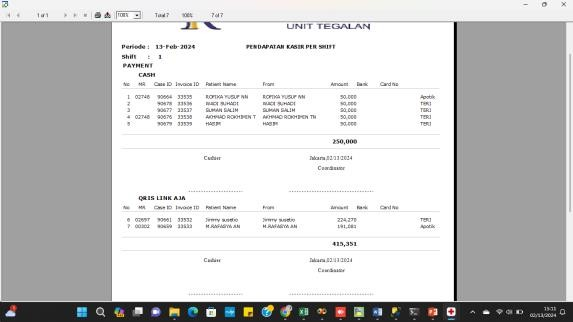 1 of 1 100% Total:7 100% 7 of 7
UNIT TEGALAN
Periode : 13-Feb-2024 PENDAPATAN KASIR PER SHIFT
Shift : 1
PAYMENT
CASH
No MR Case ID Invoice ID Patient Name From Amount Bank Card No
1 02746 90664 33535 ROFIKA YUSUF NN ROFIKA YUSUF NN 50,000 Apotik
2 90678 33536 WADI SUHADI WADI SUHADI 50,000 TERI
3 90677 33537 SUMAN SALIM SUMAN SALIM 50,000 TERI
4 02748 90676 33538 AKHMAD ROKHIMIN T AKHMAD ROKHIMIN TN 50,000 TERI
5 90679 33539 HASIM HASIM 50,000 TERI
250,000
Cashier Jakarta,02/13/2024
Coordinator
QRIS LINK AJA
No MR Case ID Invoice ID Patient Name From Amount Bank Card No
6 02697 90661 33532 Jimmy susetio Jimmy susetio 224,270 TERI
7 00302 90659 33533 M.RAFASYA AN M.RAFASYA AN 191,081 Apotik
415,351
Cashier Jakarta,02/13/2024
Coordinator
15:11
02/13/2024